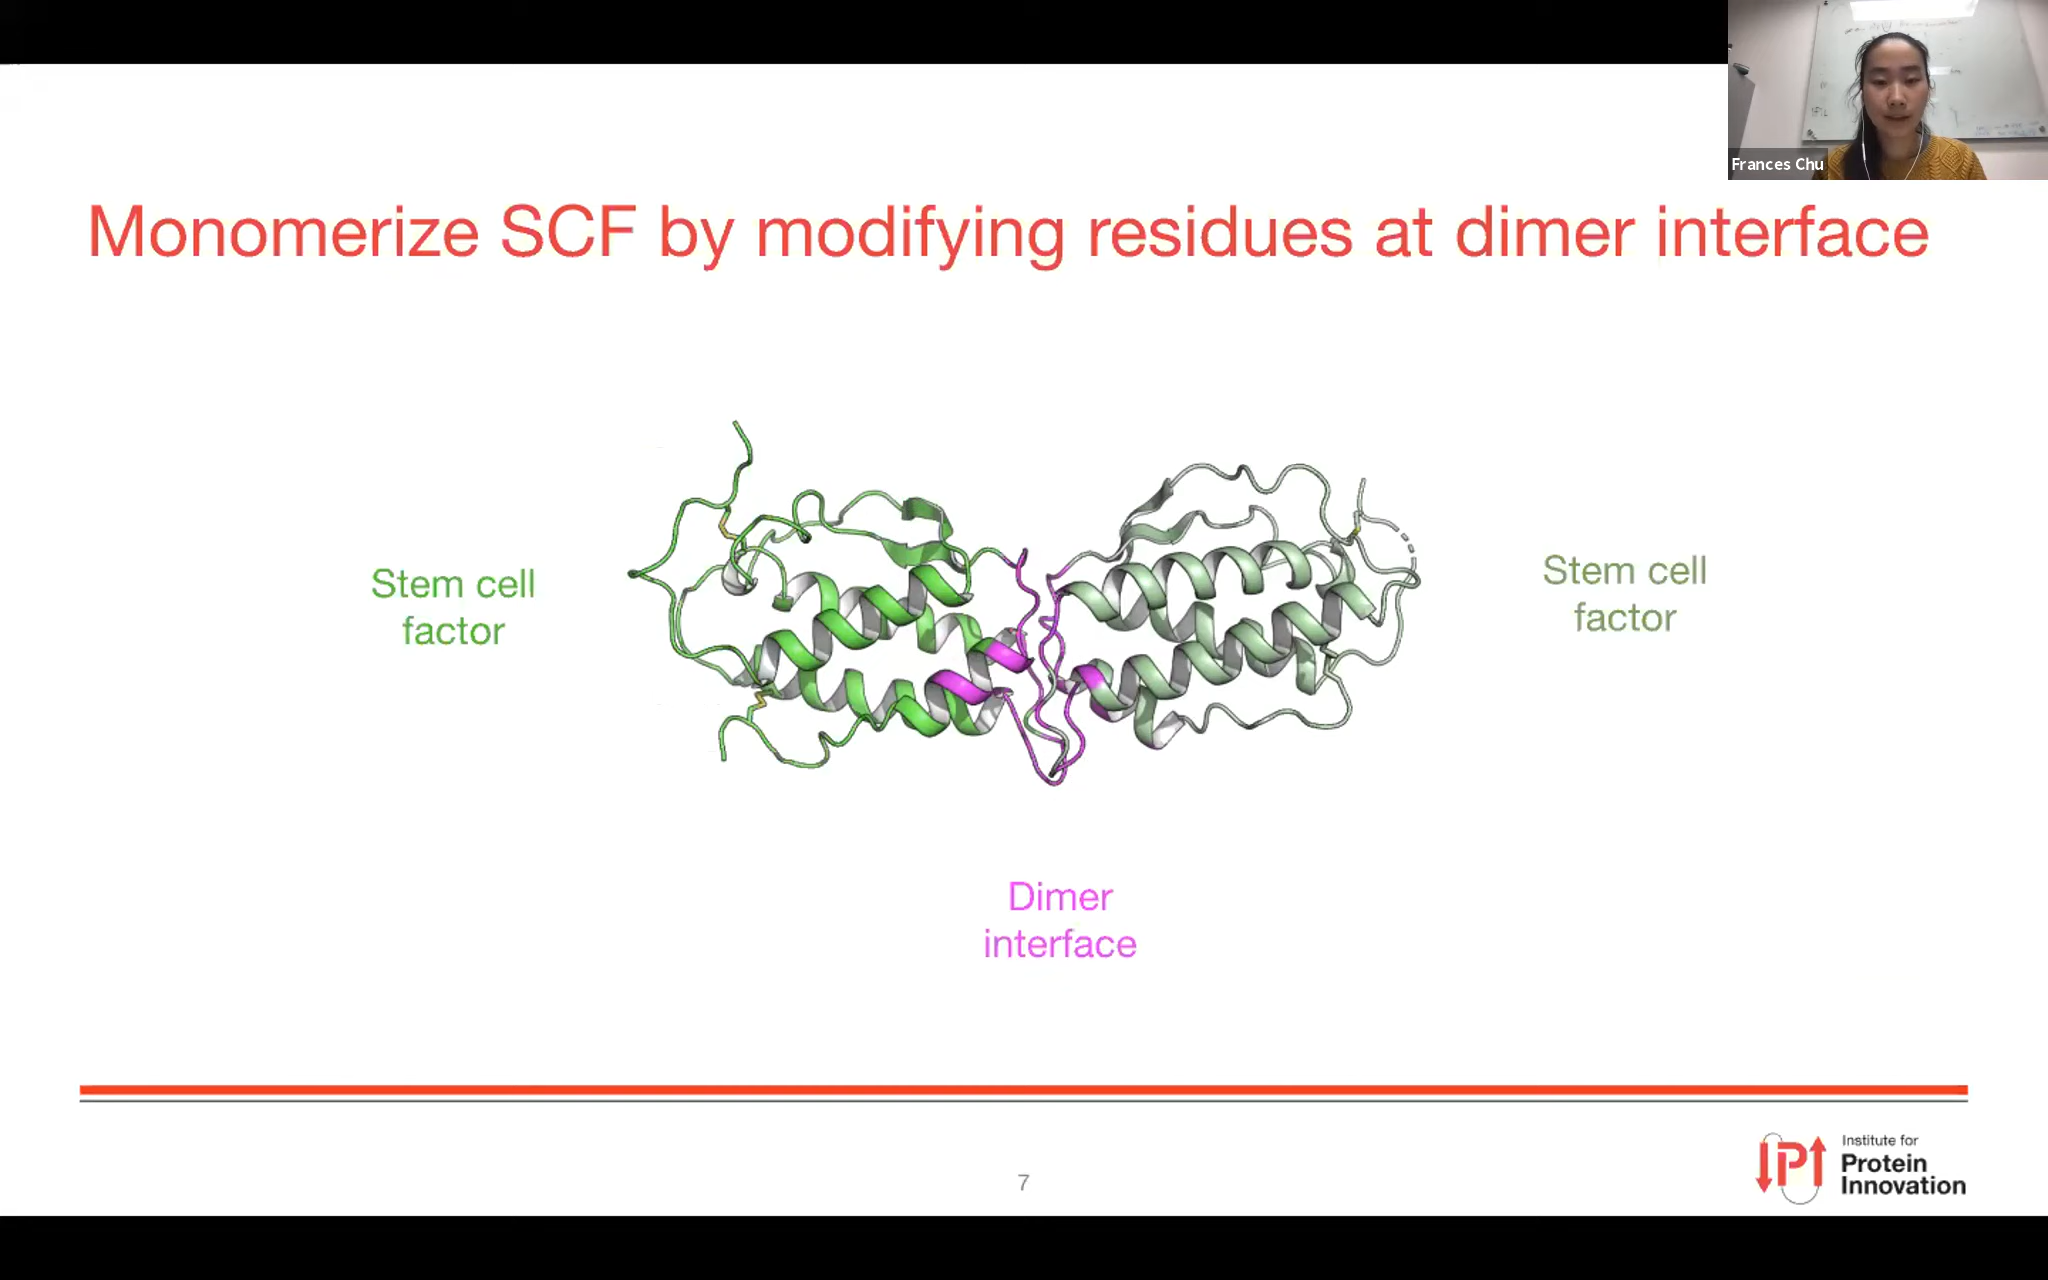 Frances Chu
Monomerize SCF by modifying residues at dimer interface
Stem cell
factor
Stem cell
factor
Dimer
interface
7
IPI
Institute for
Protein
Innovation